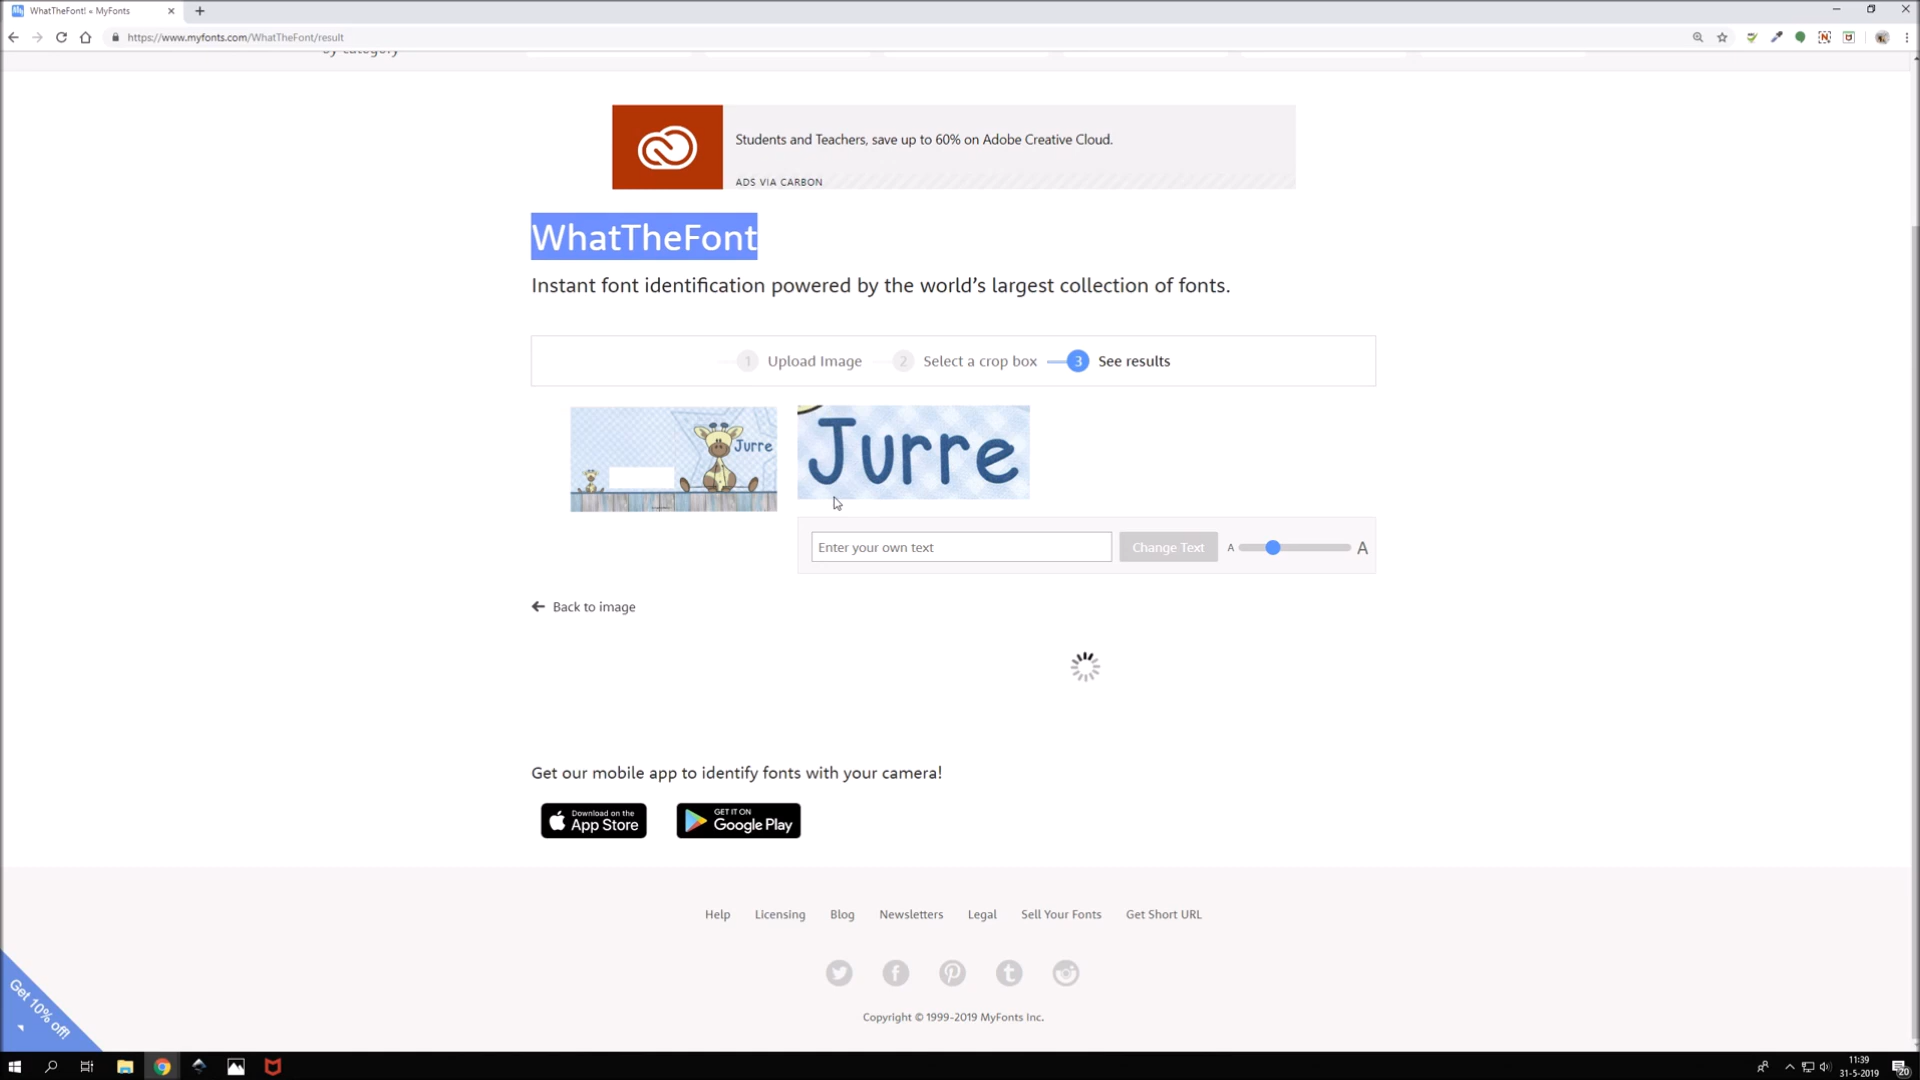 WhatTheFont! « MyFonts
https://www.myfonts.com/WhatTheFont/result
by category
Students and Teachers, save up to 60% on Adobe Creative Cloud.
ADS VIA CARBON
WhatTheFont
Instant font identification powered by the world’s largest collection of fonts.
1 Upload Image 2 Select a crop box 3 See results
Jurre
Jurre
Enter your own text Change Text A A
Back to image
Get our mobile app to identify fonts with your camera!
Download on the App Store
GET IT ON Google Play
Help Licensing Blog Newsletters Legal Sell Your Fonts Get Short URL
Copyright © 1999-2019 MyFonts Inc.
Get 10% off!
11:39
31-5-2019
20